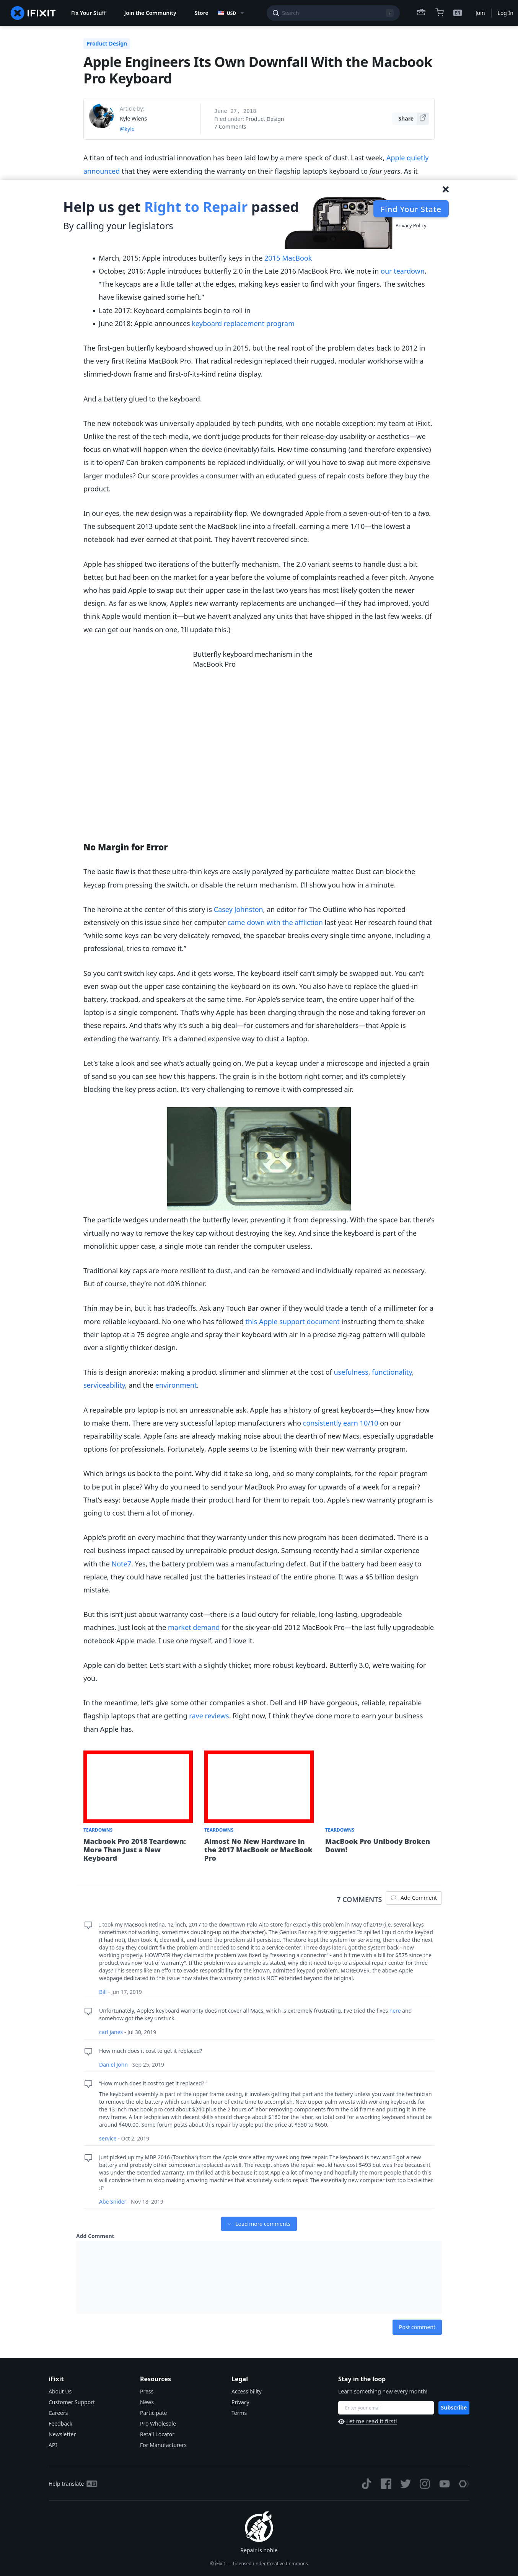 IFIXIT
Fix Your Stuff
Join the Community
Store
USD
Search
/
EN
Join
Log In
Product Design
Apple Engineers Its Own Downfall With the Macbook
Pro Keyboard
Article by:
Kyle Wiens
@kyle
June 27, 2018
Filed under: Product Design
7 Comments
Share
A titan of tech and industrial innovation has been laid low by a mere speck of dust. Last week, Apple quietly
announced that they were extending the warranty on their flagship laptop's keyboard to four years. As it
Help us get Right to Repair passed
By calling your legislators
Find Your State
Privacy Policy
• March, 2015: Apple introduces butterfly keys in the 2015 MacBook
• October, 2016: Apple introduces butterfly 2.0 in the Late 2016 MacBook Pro. We note in our teardown,
“The keycaps are a little taller at the edges, making keys easier to find with your fingers. The switches
have likewise gained some heft.”
• Late 2017: Keyboard complaints begin to roll in
• June 2018: Apple announces keyboard replacement program
The first-gen butterfly keyboard showed up in 2015, but the real root of the problem dates back to 2012 in
the very first Retina MacBook Pro. That radical redesign replaced their rugged, modular workhorse with a
slimmed-down frame and first-of-its-kind retina display.
And a battery glued to the keyboard.
The new notebook was universally applauded by tech pundits, with one notable exception: my team at iFixit.
Unlike the rest of the tech media, we don’t judge products for their release-day usability or aesthetics—we
focus on what will happen when the device (inevitably) fails. How time-consuming (and therefore expensive)
is it to open? Can broken components be replaced individually, or will you have to swap out more expensive
larger modules? Our score provides a consumer with an educated guess of repair costs before they buy the
product.
In our eyes, the new design was a repairability flop. We downgraded Apple from a seven-out-of-ten to a two.
The subsequent 2013 update sent the MacBook line into a freefall, earning a mere 1/10—the lowest a
notebook had ever earned at that point. They haven’t recovered since.
Apple has shipped two iterations of the butterfly mechanism. The 2.0 variant seems to handle dust a bit
better, but had been on the market for a year before the volume of complaints reached a fever pitch. Anyone
who has paid Apple to swap out their upper case in the last two years has most likely gotten the newer
design. As far as we know, Apple’s new warranty replacements are unchanged—if they had improved, you’d
think Apple would mention it—but we haven’t analyzed any units that have shipped in the last few weeks. (If
we can get our hands on one, I’ll update this.)
Butterfly keyboard mechanism in the
MacBook Pro
No Margin for Error
The basic flaw is that these ultra-thin keys are easily paralyzed by particulate matter. Dust can block the
keycap from pressing the switch, or disable the return mechanism. I’ll show you how in a minute.
The heroine at the center of this story is Casey Johnston, an editor for The Outline who has reported
extensively on this issue since her computer came down with the affliction last year. Her research found that
“while some keys can be very delicately removed, the spacebar breaks every single time anyone, including a
professional, tries to remove it.”
So you can’t switch key caps. And it gets worse. The keyboard itself can’t simply be swapped out. You can’t
even swap out the upper case containing the keyboard on its own. You also have to replace the glued-in
battery, trackpad, and speakers at the same time. For Apple’s service team, the entire upper half of the
laptop is a single component. That’s why Apple has been charging through the nose and taking forever on
these repairs. And that’s why it’s such a big deal—for customers and for shareholders—that Apple is
extending the warranty. It’s a damned expensive way to dust a laptop.
Let’s take a look and see what’s actually going on. We put a keycap under a microscope and injected a grain
of sand so you can see how this happens. The grain is in the bottom right corner, and it’s completely
blocking the key press action. It’s very challenging to remove it with compressed air.
The particle wedges underneath the butterfly lever, preventing it from depressing. With the space bar, there’s
virtually no way to remove the key cap without destroying the key. And since the keyboard is part of the
monolithic upper case, a single mote can render the computer useless.
Traditional key caps are more resilient to dust, and can be removed and individually repaired as necessary.
But of course, they’re not 40% thinner.
Thin may be in, but it has tradeoffs. Ask any Touch Bar owner if they would trade a tenth of a millimeter for a
more reliable keyboard. No one who has followed this Apple support document instructing them to shake
their laptop at a 75 degree angle and spray their keyboard with air in a precise zig-zag pattern will quibble
over a slightly thicker design.
This is design anorexia: making a product slimmer and slimmer at the cost of usefulness, functionality,
serviceability, and the environment.
A repairable pro laptop is not an unreasonable ask. Apple has a history of great keyboards—they know how
to make them. There are very successful laptop manufacturers who consistently earn 10/10 on our
repairability scale. Apple fans are already making noise about the death of new Macs, especially upgradable
options for professionals. Fortunately, Apple seems to be listening with their new warranty program.
Which brings us back to the point. Why did it take so long, and so many complaints, for the repair program
to be put in place? Why do you need to send your MacBook Pro away for upwards of a week for a repair?
That’s easy: because Apple made their product hard for them to repair, too. Apple’s new warranty program is
going to cost them a lot of money.
Apple’s profit on every machine that they warranty under this new program has been decimated. There is a
real business impact caused by unrepairable product design. Samsung recently had a similar experience
with the Note7. Yes, the battery problem was a manufacturing defect. But if the battery had been easy to
replace, they could have recalled just the batteries instead of the entire phone. It was a $5 billion design
mistake.
But this isn’t just about warranty cost—there is a loud outcry for reliable, long-lasting, upgradeable
machines. Just look at the market demand for the six-year-old 2012 MacBook Pro—the last fully upgradeable
notebook Apple made. I use one myself, and I love it.
Apple can do better. Let’s start with a slightly thicker, more robust keyboard. Butterfly 3.0, we’re waiting for
you.
In the meantime, let’s give some other companies a shot. Dell and HP have gorgeous, reliable, repairable
flagship laptops that are getting rave reviews. Right now, I think they’ve done more to earn your business
than Apple has.
TEARDOWNS
Macbook Pro 2018 Teardown:
More Than Just a New
Keyboard
TEARDOWNS
Almost No New Hardware in
the 2017 MacBook or MacBook
Pro
TEARDOWNS
MacBook Pro Unibody Broken
Down!
7 COMMENTS
Add Comment
I took my MacBook Retina, 12-inch, 2017 to the downtown Palo Alto store for exactly this problem in May of 2019 (i.e. several keys
sometimes not working, sometimes doubling-up on the character). The Genius Bar rep first suggested I’d spilled liquid on the keypad
(I had not), then took it, cleaned it, and found the problem still persisted. The store kept the system for servicing, then called the next
day to say they couldn’t fix the problem and needed to send it to a service center. Three days later I got the system back - now
working properly. HOWEVER they claimed the problem was fixed by “reseating a connector” - and hit me with a bill for $575 since the
product was now “out of warranty”. If the problem was as simple as stated, why did it need to go to a special repair center for three
days? This seems like an effort to evade responsibility for the known, admitted keypad problem. MOREOVER, the above Apple
webpage dedicated to this issue now states the warranty period is NOT extended beyond the original.
Bill - Jun 17, 2019
Unfortunately, Apple’s keyboard warranty does not cover all Macs, which is extremely frustrating. I’ve tried the fixes here and
somehow got the key unstuck.
carl janes - Jul 30, 2019
How much does it cost to get it replaced?
Daniel John - Sep 25, 2019
“How much does it cost to get it replaced? “
The keyboard assembly is part of the upper frame casing, it involves getting that part and the battery unless you want the technician
to remove the old battery which can take an hour of extra time to accomplish. New upper palm wrests with working keyboards for
the 13 inch mac book pro cost about $240 plus the 2 hours of labor removing components from the old frame and putting it in the
new frame. A fair technician with decent skills should charge about $160 for the labor, so total cost for a working keyboard should be
around $400.00. Some forum posts about this repair by apple put the price at $550 to $650.
service - Oct 2, 2019
Just picked up my MBP 2016 (Touchbar) from the Apple store after my weeklong free repair. The keyboard is new and I got a new
battery and probably other components replaced as well. The receipt shows the repair would have cost $493 but was free because it
was under the extended warranty. I’m thrilled at this because it cost Apple a lot of money and hopefully the more people that do this
will convince them to stop making amazing machines that absolutely suck to repair. The essentially new computer isn’t too bad either.
:P
Abe Snider - Nov 18, 2019
Load more comments
Add Comment
Post comment
iFixit
About Us
Customer Support
Careers
Feedback
Newsletter
API
Resources
Press
News
Participate
Pro Wholesale
Retail Locator
For Manufacturers
Legal
Accessibility
Privacy
Terms
Stay in the loop
Learn something new every month!
Enter your email
Subscribe
Let me read it first!
Help translate
Repair is noble
© iFixit — Licensed under Creative Commons